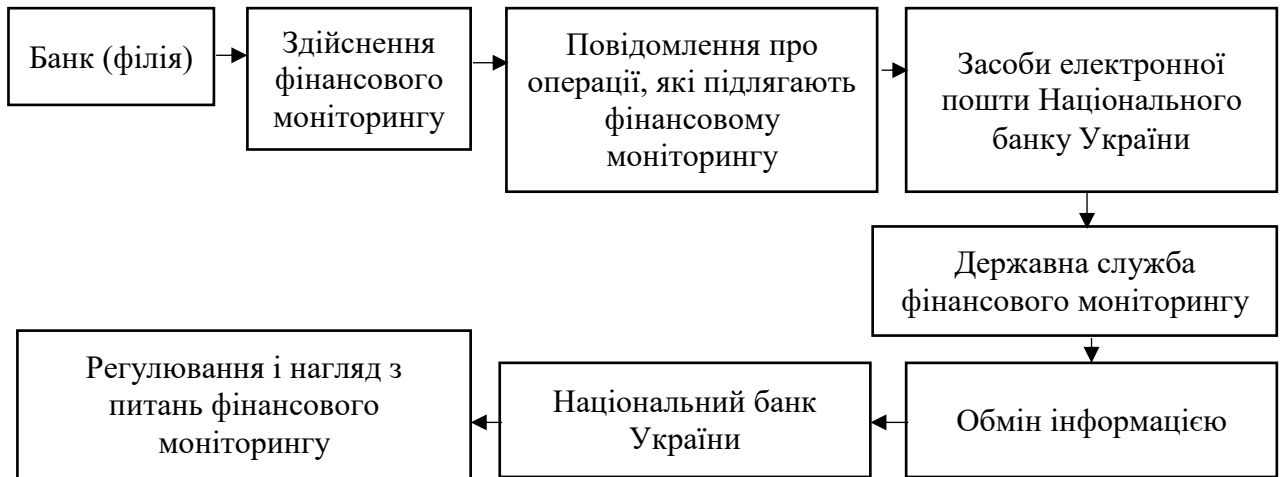 Банк (філія)
Здійснення
фінансового
моніторингу
Повідомлення про
операції, які підлягають
фінансовому
моніторингу
Засоби електронної
пошти Національного
банку України
Державна служба
фінансового моніторингу
Обмін інформацією
Національний банк
України
Регулювання і нагляд з
питань фінансового
моніторингу